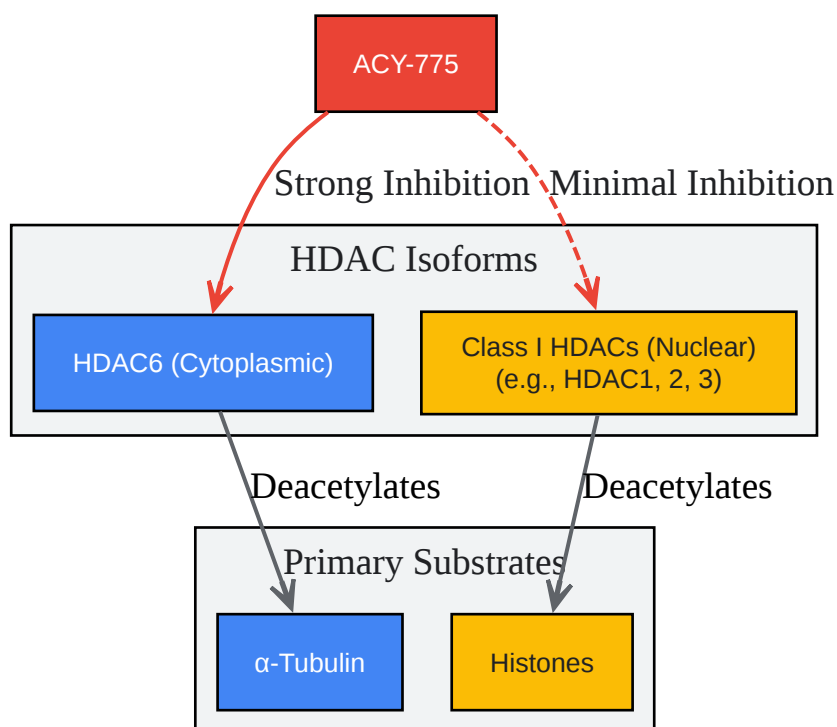 ACY-775
Strong Inhibition
Minimal Inhibition
HDAC Isoforms
HDAC6 (Cytoplasmic)
Class I HDACs (Nuclear)
(e.g., HDAC1, 2, 3)
Deacetylates
Deacetylates
Primary Substrates
α-Tubulin
Histones